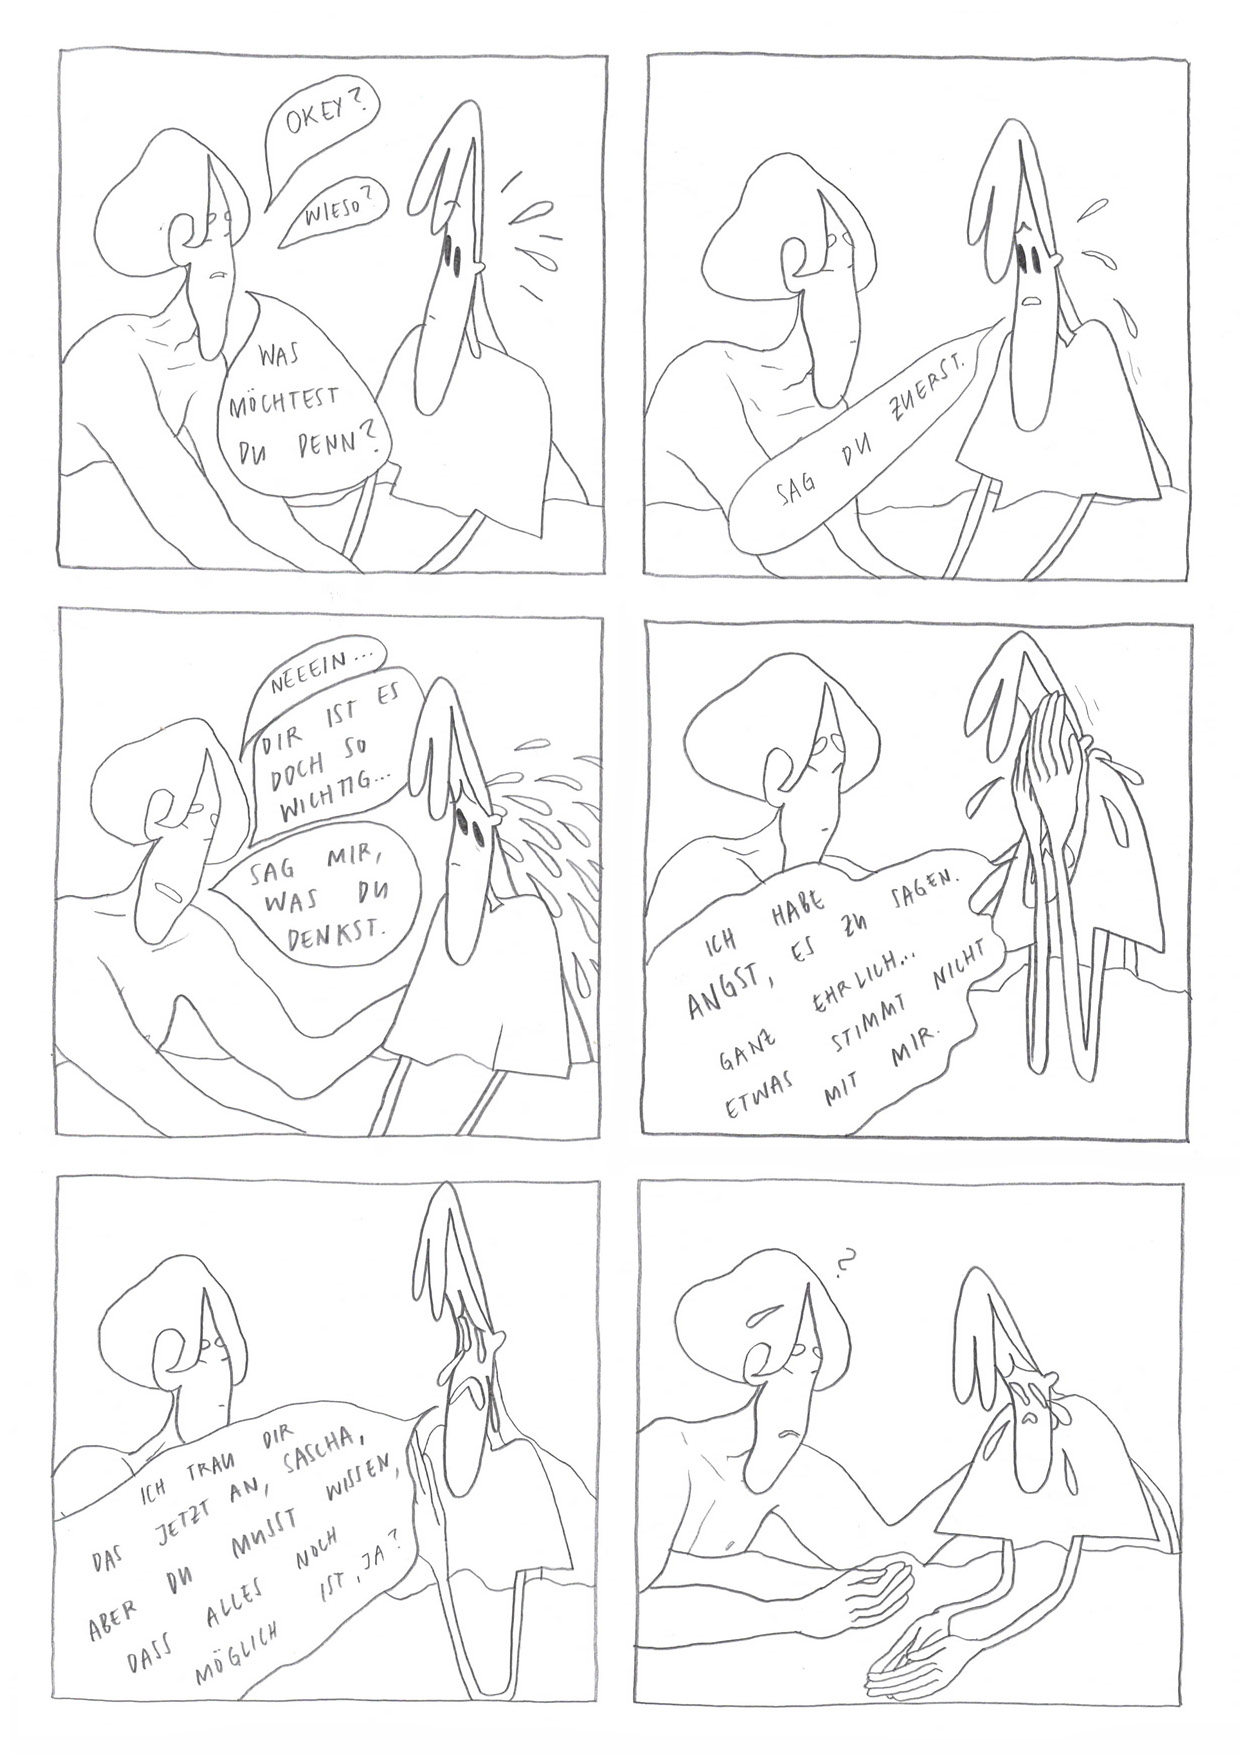 OKEY?
WIESO?
WAS
MÖCHTEST
DU DENN?
SAG DU ZUERST.
NEEEIN...
DIR IST ES
DOCH SO
WICHTIG...
SAG MIR,
WAS DU
DENKST.
ICH HABE
ANGST, ES ZU SAGEN.
GANZ EHRLICH...
ETWAS STIMMT NICHT
MIT MIR.
ICH TRAU DIR
DAS JETZT AN, SASCHA,
ABER DU MUSST WISSEN,
DASS ALLES NOCH
MÖGLICH IST, JA?
?